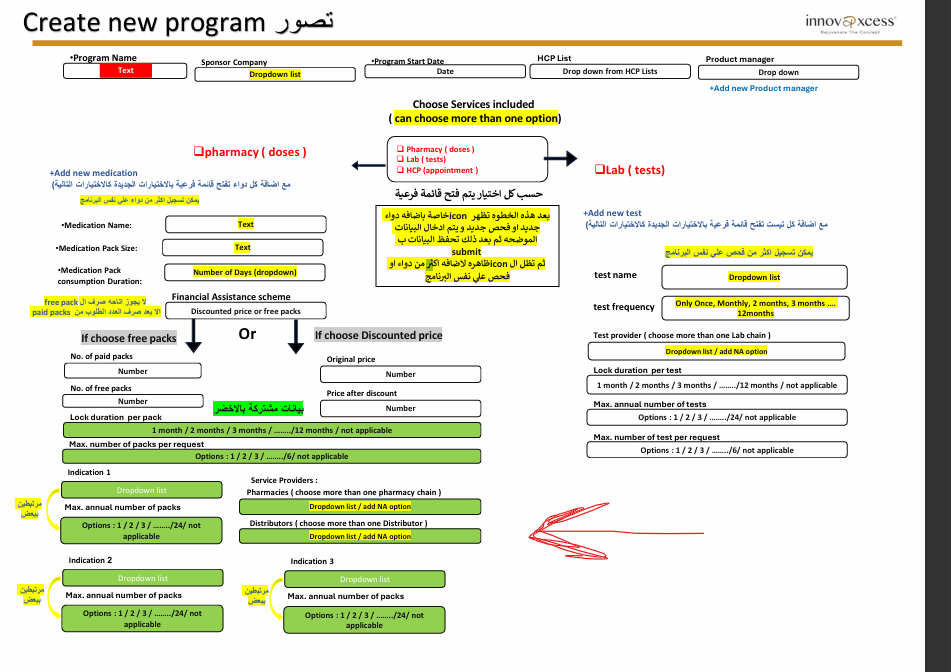 Create new program تصور
innovaxcess
Rejuvenate The Concept
•Program Name
Text
Sponsor Company
Dropdown list
•Program Start Date
Date
HCP List
Drop down from HCP Lists
Product manager
Drop down
+Add new Product manager
Choose Services included
( can choose more than one option)
❑ Pharmacy ( doses )
❑ Lab ( tests)
❑ HCP (appointment )
حسب كل اختيار يتم فتح قائمة فرعية
بعد هذه الخطوه تظهر iconخاصة باضافه دواء
جديد او فحص جديد و يتم ادخال البيانات
الموضحه ثم بعد ذلك تحفظ البيانات ب
submit
ثم تظل ال iconظاهره لاضافه اكثر من دواء او
فحص علي نفس البرنامج
❑pharmacy ( doses )
+Add new medication
مع اضافة كل دواء تفتح قائمة فرعية بالاختيارات الجديدة كالاختيارات التالية)
يمكن تسجيل اكثر من دواء علي نفس البرنامج
•Medication Name:
Text
•Medication Pack Size:
Text
•Medication Pack
consumption Duration:
Number of Days (dropdown)
Financial Assistance scheme
Discounted price or free packs
لا يجوز اتاحه صرف ال free pack
الا بعد صرف العدد الطلوب من paid packs
If choose free packs
Or
If choose Discounted price
No. of paid packs
Number
No. of free packs
Number
Original price
Number
Price after discount
Number
بيانات مشتركة بالاخضر
Lock duration per pack
1 month / 2 months / 3 months / ......../12 months / not applicable
Max. number of packs per request
Options : 1 / 2 / 3 / ......../6/ not applicable
Indication 1
Dropdown list
Max. annual number of packs
Options : 1 / 2 / 3 / ......../24/ not
applicable
مرتبطين
ببعض
Service Providers :
Pharmacies ( choose more than one pharmacy chain )
Dropdown list / add NA option
Distributors ( choose more than one Distributor )
Dropdown list / add NA option
Indication 2
Dropdown list
Max. annual number of packs
Options : 1 / 2 / 3 / ......../24/ not
applicable
مرتبطين
ببعض
Indication 3
Dropdown list
Max. annual number of packs
Options : 1 / 2 / 3 / ......../24/ not
applicable
مرتبطين
ببعض
❑Lab ( tests)
+Add new test
مع اضافة كل تيست تفتح قائمة فرعية بالاختيارات الجديدة كالاختيارات التالية)
يمكن تسجيل اكثر من فحص علي نفس البرنامج
test name
Dropdown list
test frequency
Only Once, Monthly, 2 months, 3 months ....
12months
Test provider ( choose more than one Lab chain )
Dropdown list / add NA option
Lock duration per test
1 month / 2 months / 3 months / ......../12 months / not applicable
Max. annual number of tests
Options : 1 / 2 / 3 / ......../24/ not applicable
Max. number of test per request
Options : 1 / 2 / 3 / ......../6/ not applicable